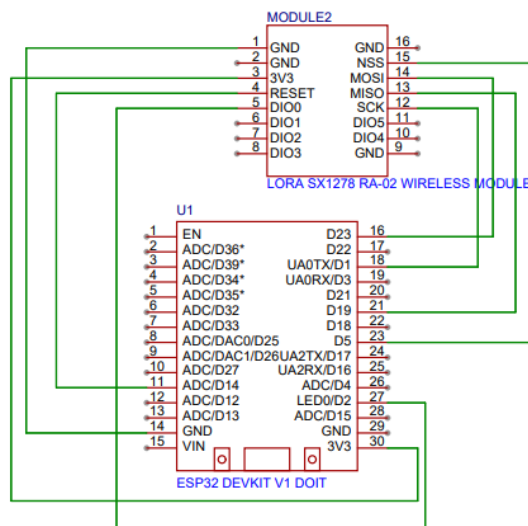 MODULE2
1 GND GND 16
2 GND NSS 15
3 3V3 MOSI 14
4 RESET MISO 13
5 DIO0 SCK 12
6 DIO1 DIO5 11
7 DIO2 DIO4 10
8 DIO3 GND 9
LORA SX1278 RA-02 WIRELESS MODULE
U1
1 EN D23 16
2 ADC/D36* D22 17
3 ADC/D39* UA0TX/D1 18
4 ADC/D34* UA0RX/D3 19
5 ADC/D35* D21 20
6 ADC/D32 D19 21
7 ADC/D33 D18 22
8 ADC/DAC0/D25 D5 23
9 ADC/DAC1/D26 UA2TX/D17 24
10 ADC/D27 UA2RX/D16 25
11 ADC/D14 ADC/D4 26
12 ADC/D12 LED0/D2 27
13 ADC/D13 ADC/D15 28
14 GND GND 29
15 VIN 3V3 30
ESP32 DEVKIT V1 DOIT